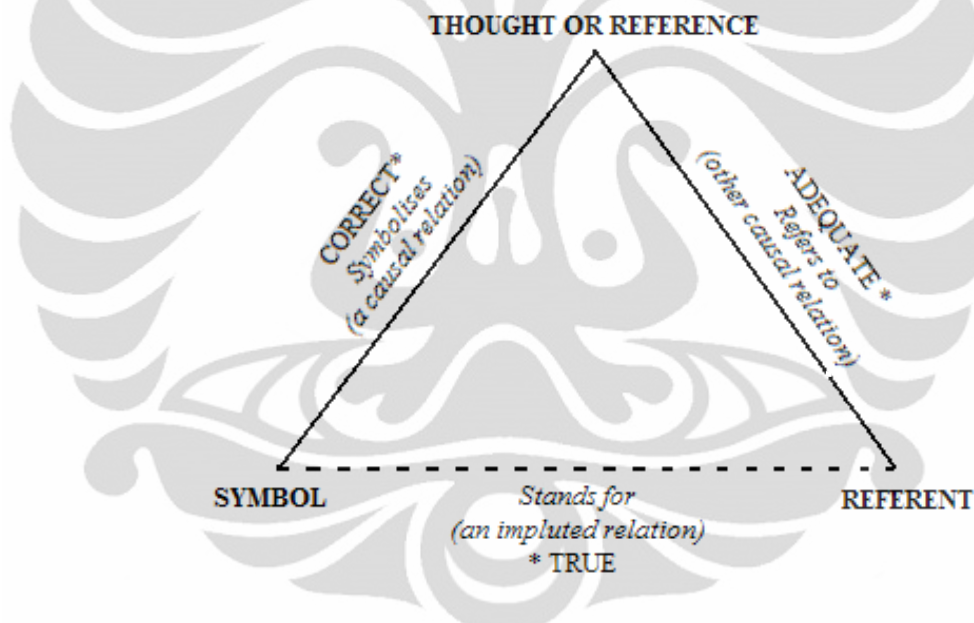 THOUGHT OR REFERENCE
CORRECT*
Symbolises
(a causal relation)
ADEQUATE *
Refers to
(other causal relation)
SYMBOL
Stands for
(an impluted relation)
* TRUE
REFERENT